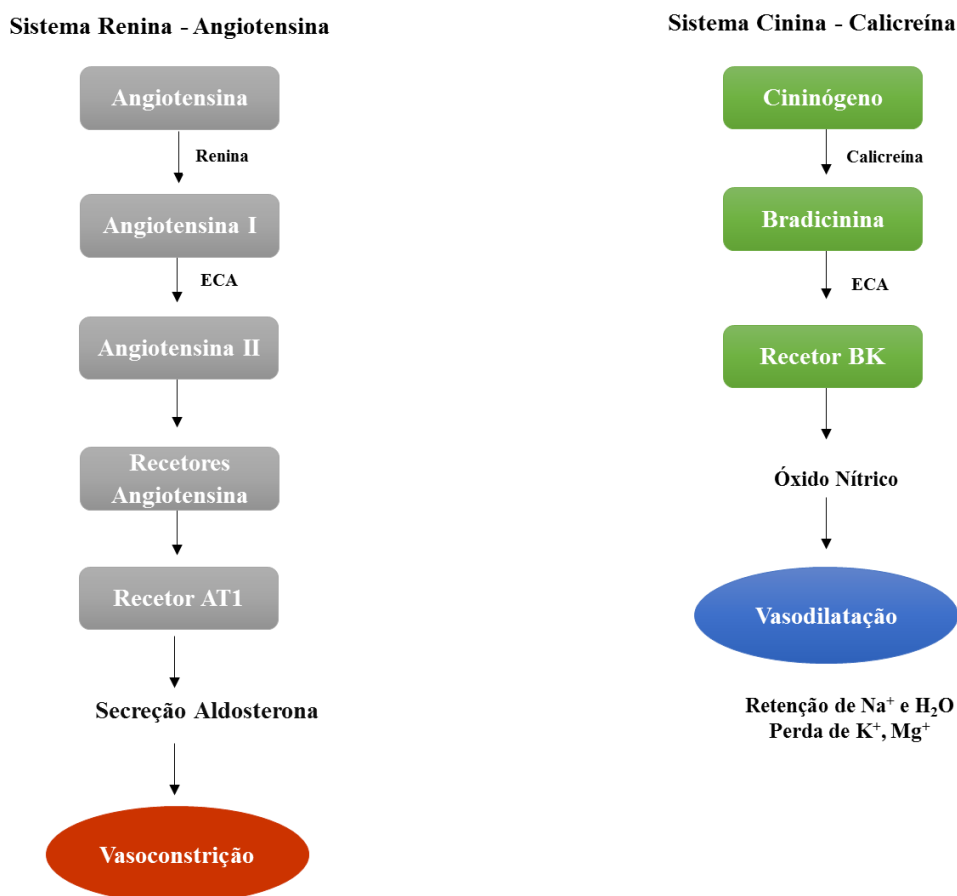 Sistema Renina - Angiotensina
Angiotensina
Renina
Angiotensina I
ECA
Angiotensina II
Recetores
Angiotensina
Recetor AT1
Secreção Aldosterona
Vasoconstrição
Sistema Cinina - Calicreína
Cininógeno
Calicreína
Bradicinina
ECA
Recetor BK
Óxido Nítrico
Vasodilatação
Retenção de Na⁺ e H₂O
Perda de K⁺, Mg⁺